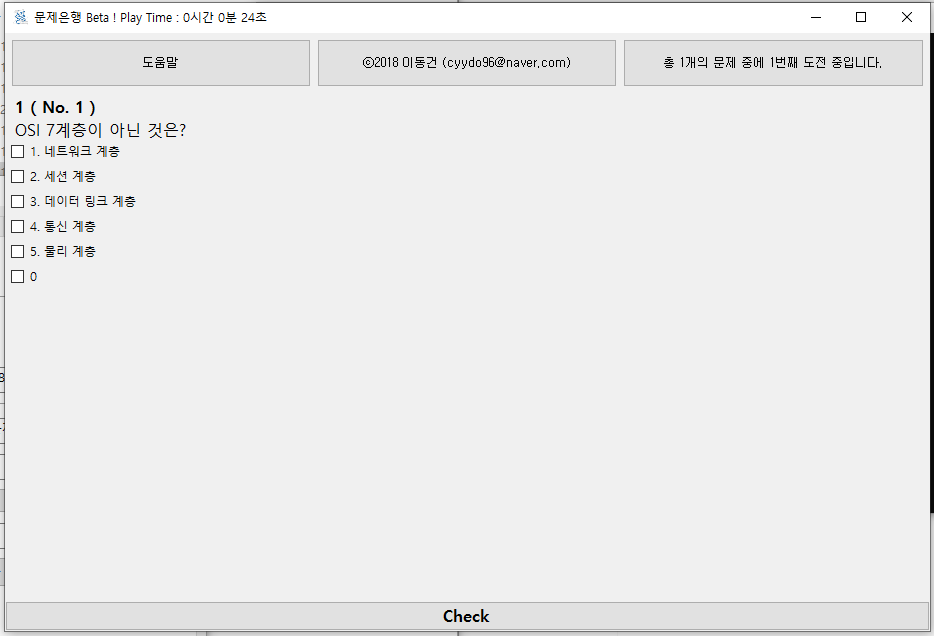 문제은행 Beta ! Play Time : 0시간 0분 24초
도움말
©2018 이동건 (cyydo96@naver.com)
총 1개의 문제 중에 1번째 도전 중입니다.
1 ( No. 1 )
OSI 7계층이 아닌 것은?
1. 네트워크 계층
2. 세션 계층
3. 데이터 링크 계층
4. 통신 계층
5. 물리 계층
0
Check